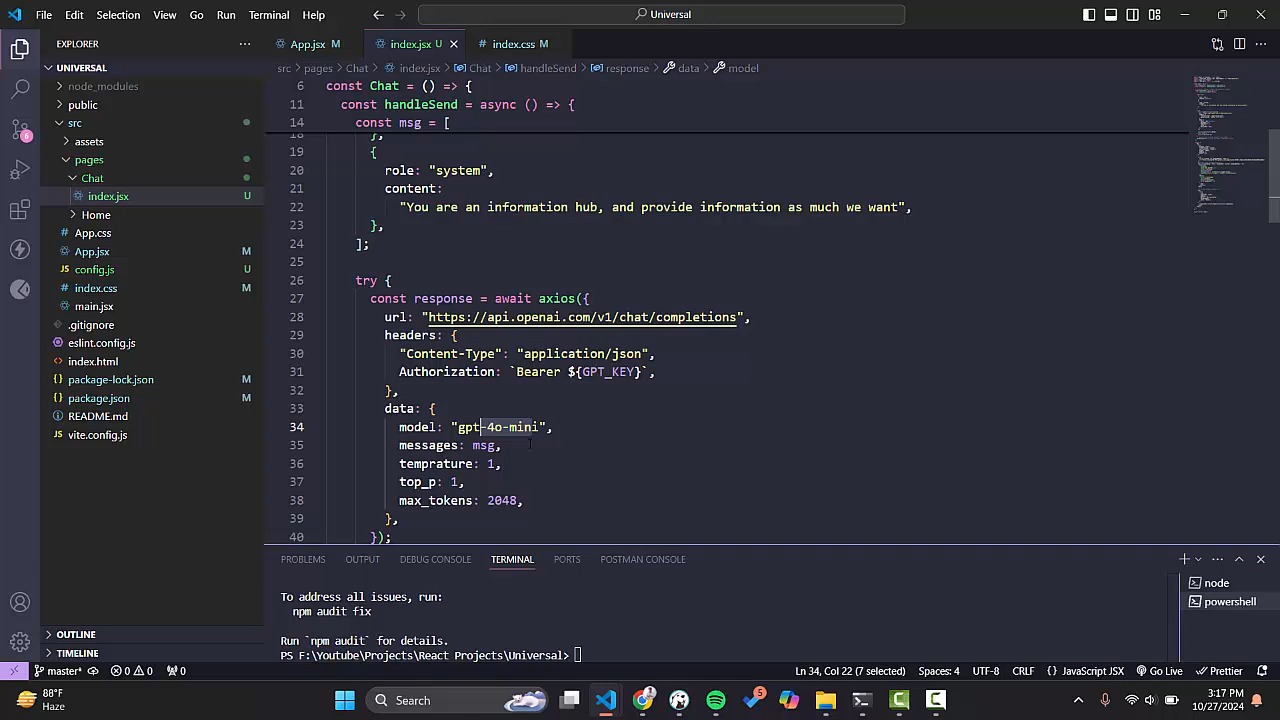 File Edit Selection View Go Run Terminal Help
Universal
EXPLORER
UNIVERSAL
node_modules
public
src
assets
pages
Chat
index.jsx U
Home
App.css
App.jsx M
config.js U
index.css M
main.jsx
.gitignore
eslint.config.js
index.html
package-lock.json M
package.json M
README.md
vite.config.js
OUTLINE
TIMELINE
App.jsx M
index.jsx U
index.css M
src > pages > Chat > index.jsx > Chat > handleSend > response > data > model
6 const Chat = () => {
11 const handleSend = async () => {
14 const msg = [
18 },
19 {
20 role: "system",
21 content:
22 "You are an information hub, and provide information as much we want",
23 },
24 ];
25
26 try {
27 const response = await axios({
28 url: "https://api.openai.com/v1/chat/completions",
29 headers: {
30 "Content-Type": "application/json",
31 Authorization: `Bearer ${GPT_KEY}`,
32 },
33 data: {
34 model: "gpt-4o-mini",
35 messages: msg,
36 temprature: 1,
37 top_p: 1,
38 max_tokens: 2048,
39 },
40 });
PROBLEMS OUTPUT DEBUG CONSOLE TERMINAL PORTS POSTMAN CONSOLE
To address all issues, run:
npm audit fix
Run `npm audit` for details.
PS F:\Youtube\Projects\React Projects\Universal>
node
powershell
master* 0 0 0 Ln 34, Col 22 (7 selected) Spaces: 4 UTF-8 CRLF {} JavaScript JSX Go Live Prettier
88°F
Haze
Search
5
3:17 PM
10/27/2024
6